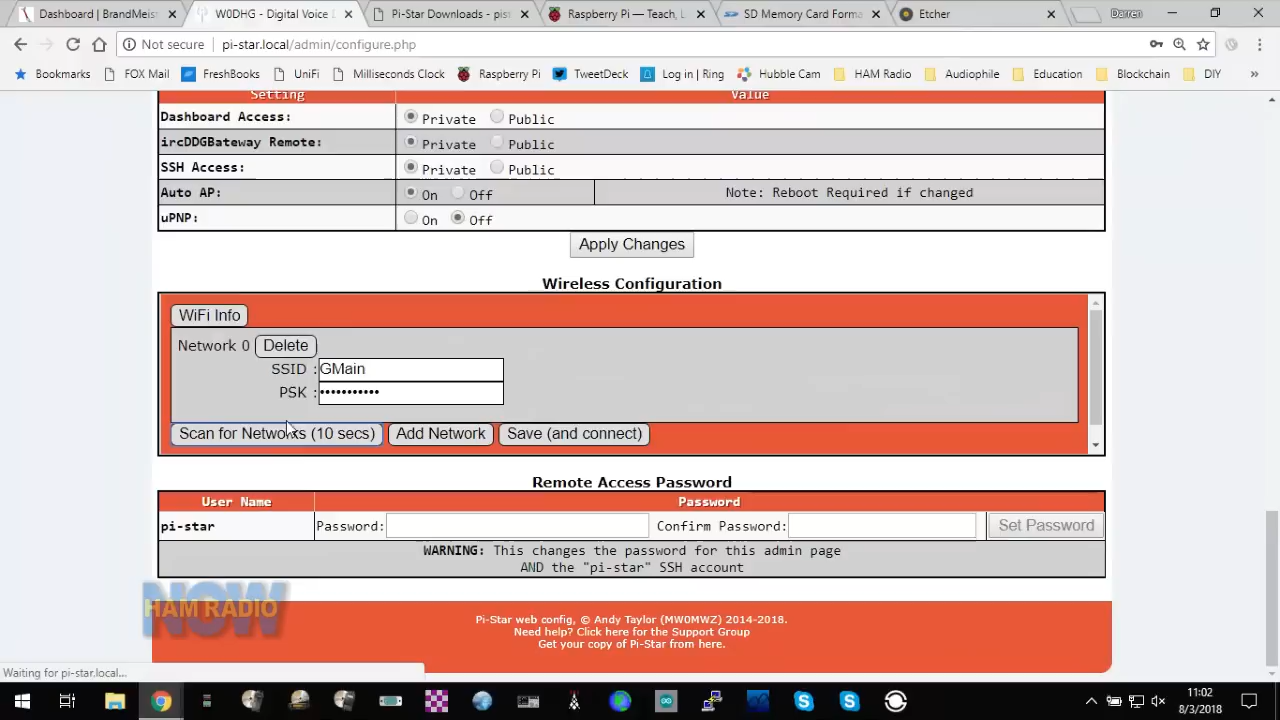 Dashboard | BrandMeist
W0DHG - Digital Voice D
Pi-Star Downloads - pist
Raspberry Pi — Teach, L
SD Memory Card Forma
Etcher
Darren
Not secure
pi-star.local/admin/configure.php
Bookmarks
FOX Mail
FreshBooks
UniFi
Milliseconds Clock
Raspberry Pi
TweetDeck
Log in | Ring
Hubble Cam
HAM Radio
Audiophile
Education
Blockchain
DIY
Setting Value
Dashboard Access: Private Public
ircDDGBateway Remote: Private Public
SSH Access: Private Public
Auto AP: On Off Note: Reboot Required if changed
uPNP: On Off
Apply Changes
Wireless Configuration
WiFi Info
Network 0 Delete
SSID : GMain
PSK : •••••••••••
Scan for Networks (10 secs) Add Network Save (and connect)
Remote Access Password
User Name Password
pi-star Password: Confirm Password: Set Password
WARNING: This changes the password for this admin page
AND the "pi-star" SSH account
NOW
HAM RADIO
Pi-Star web config, © Andy Taylor (MW0MWZ) 2014-2018.
Need help? Click here for the Support Group
Get your copy of Pi-Star from here.
Waiting for pi-star.local...
11:02
8/3/2018